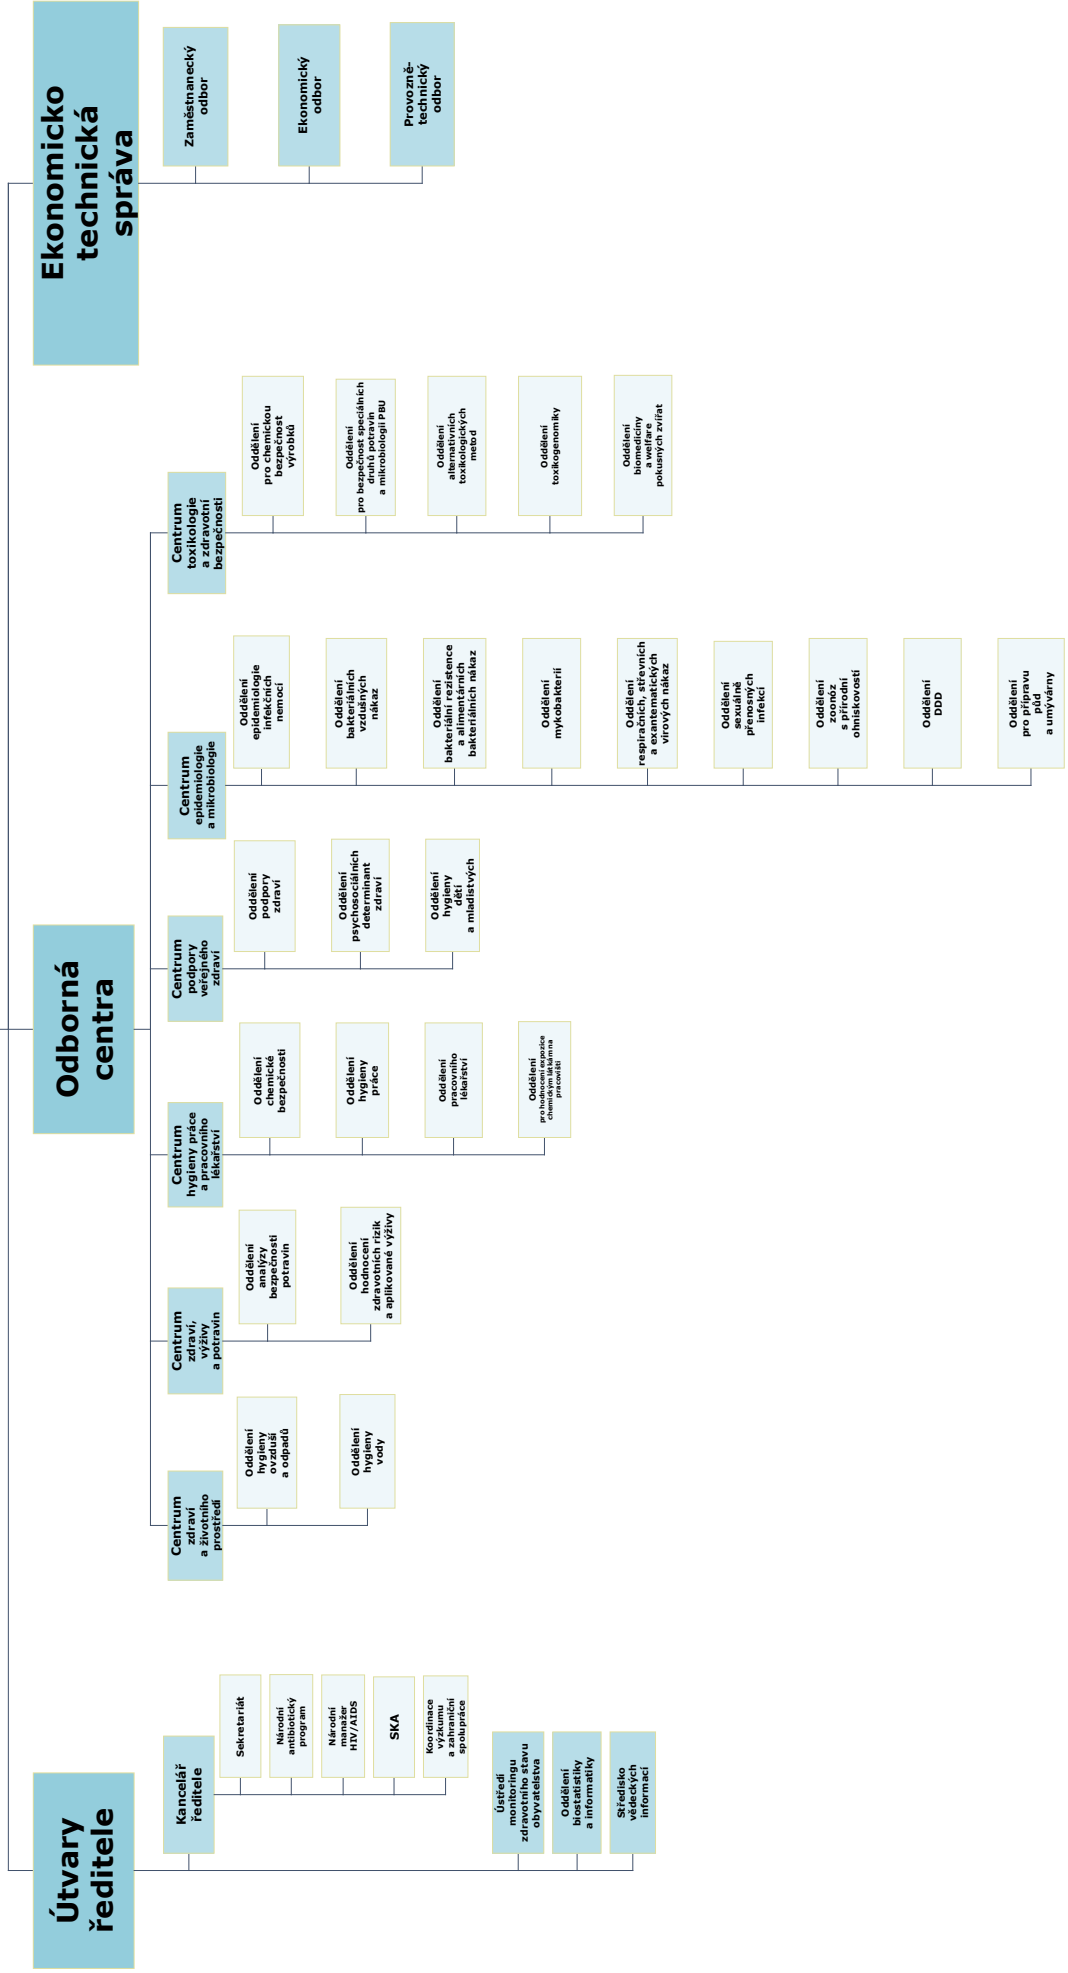 Útvary
ředitele
Kancelář
ředitele
Sekretariát
Národní
antibiotický
program
Národní
manažer
HIV/AIDS
SKA
Koordinace
výzkumu
a zahraniční
spolupráce
Ústředí
monitoringu
zdravotního stavu
obyvatelstva
Oddělení
biostatistiky
a informatiky
Středisko
vědeckých
informací
Odborná
centra
Centrum
zdraví
a životního
prostředí
Oddělení
hygieny
ovzduší
a odpadů
Oddělení
hygieny
vody
Centrum
zdraví,
výživy
a potravin
Oddělení
analýzy
bezpečnosti
potravin
Oddělení
hodnocení
zdravotních rizik
a aplikované výživy
Centrum
hygieny práce
a pracovního
lékařství
Oddělení
chemické
bezpečnosti
Oddělení
hygieny
práce
Oddělení
pracovního
lékařství
Oddělení
pro hodnocení expozice
chemickým látkám na
pracovišti
Centrum
podpory
veřejného
zdraví
Oddělení
podpory
zdraví
Oddělení
psychosociálních
determinant
zdraví
Oddělení
hygieny
dětí
a mladistvých
Centrum
epidemiologie
a mikrobiologie
Oddělení
epidemiologie
infekčních
nemocí
Oddělení
bakteriálních
vzdušných
nákaz
Oddělení
bakteriální rezistence
a alimentárních
bakteriálních nákaz
Oddělení
mykobakterií
Oddělení
respiračních, střevních
a exantematických
virových nákaz
Oddělení
sexuálně
přenosných
infekcí
Oddělení
zoonóz
s přírodní
ohniskovostí
Oddělení
DDD
Oddělení
pro přípravu
půd
a umývárny
Centrum
toxikologie
a zdravotní
bezpečnosti
Oddělení
pro chemickou
bezpečnost
výrobků
Oddělení
pro bezpečnost speciálních
druhů potravin
a mikrobiologii PBU
Oddělení
alternativních
toxikologických
metod
Oddělení
toxikogenomiky
Oddělení
biomedicíny
a welfare
pokusných zvířat
Ekonomicko
technická
správa
Zaměstnanecký
odbor
Ekonomický
odbor
Provozně-
technický
odbor